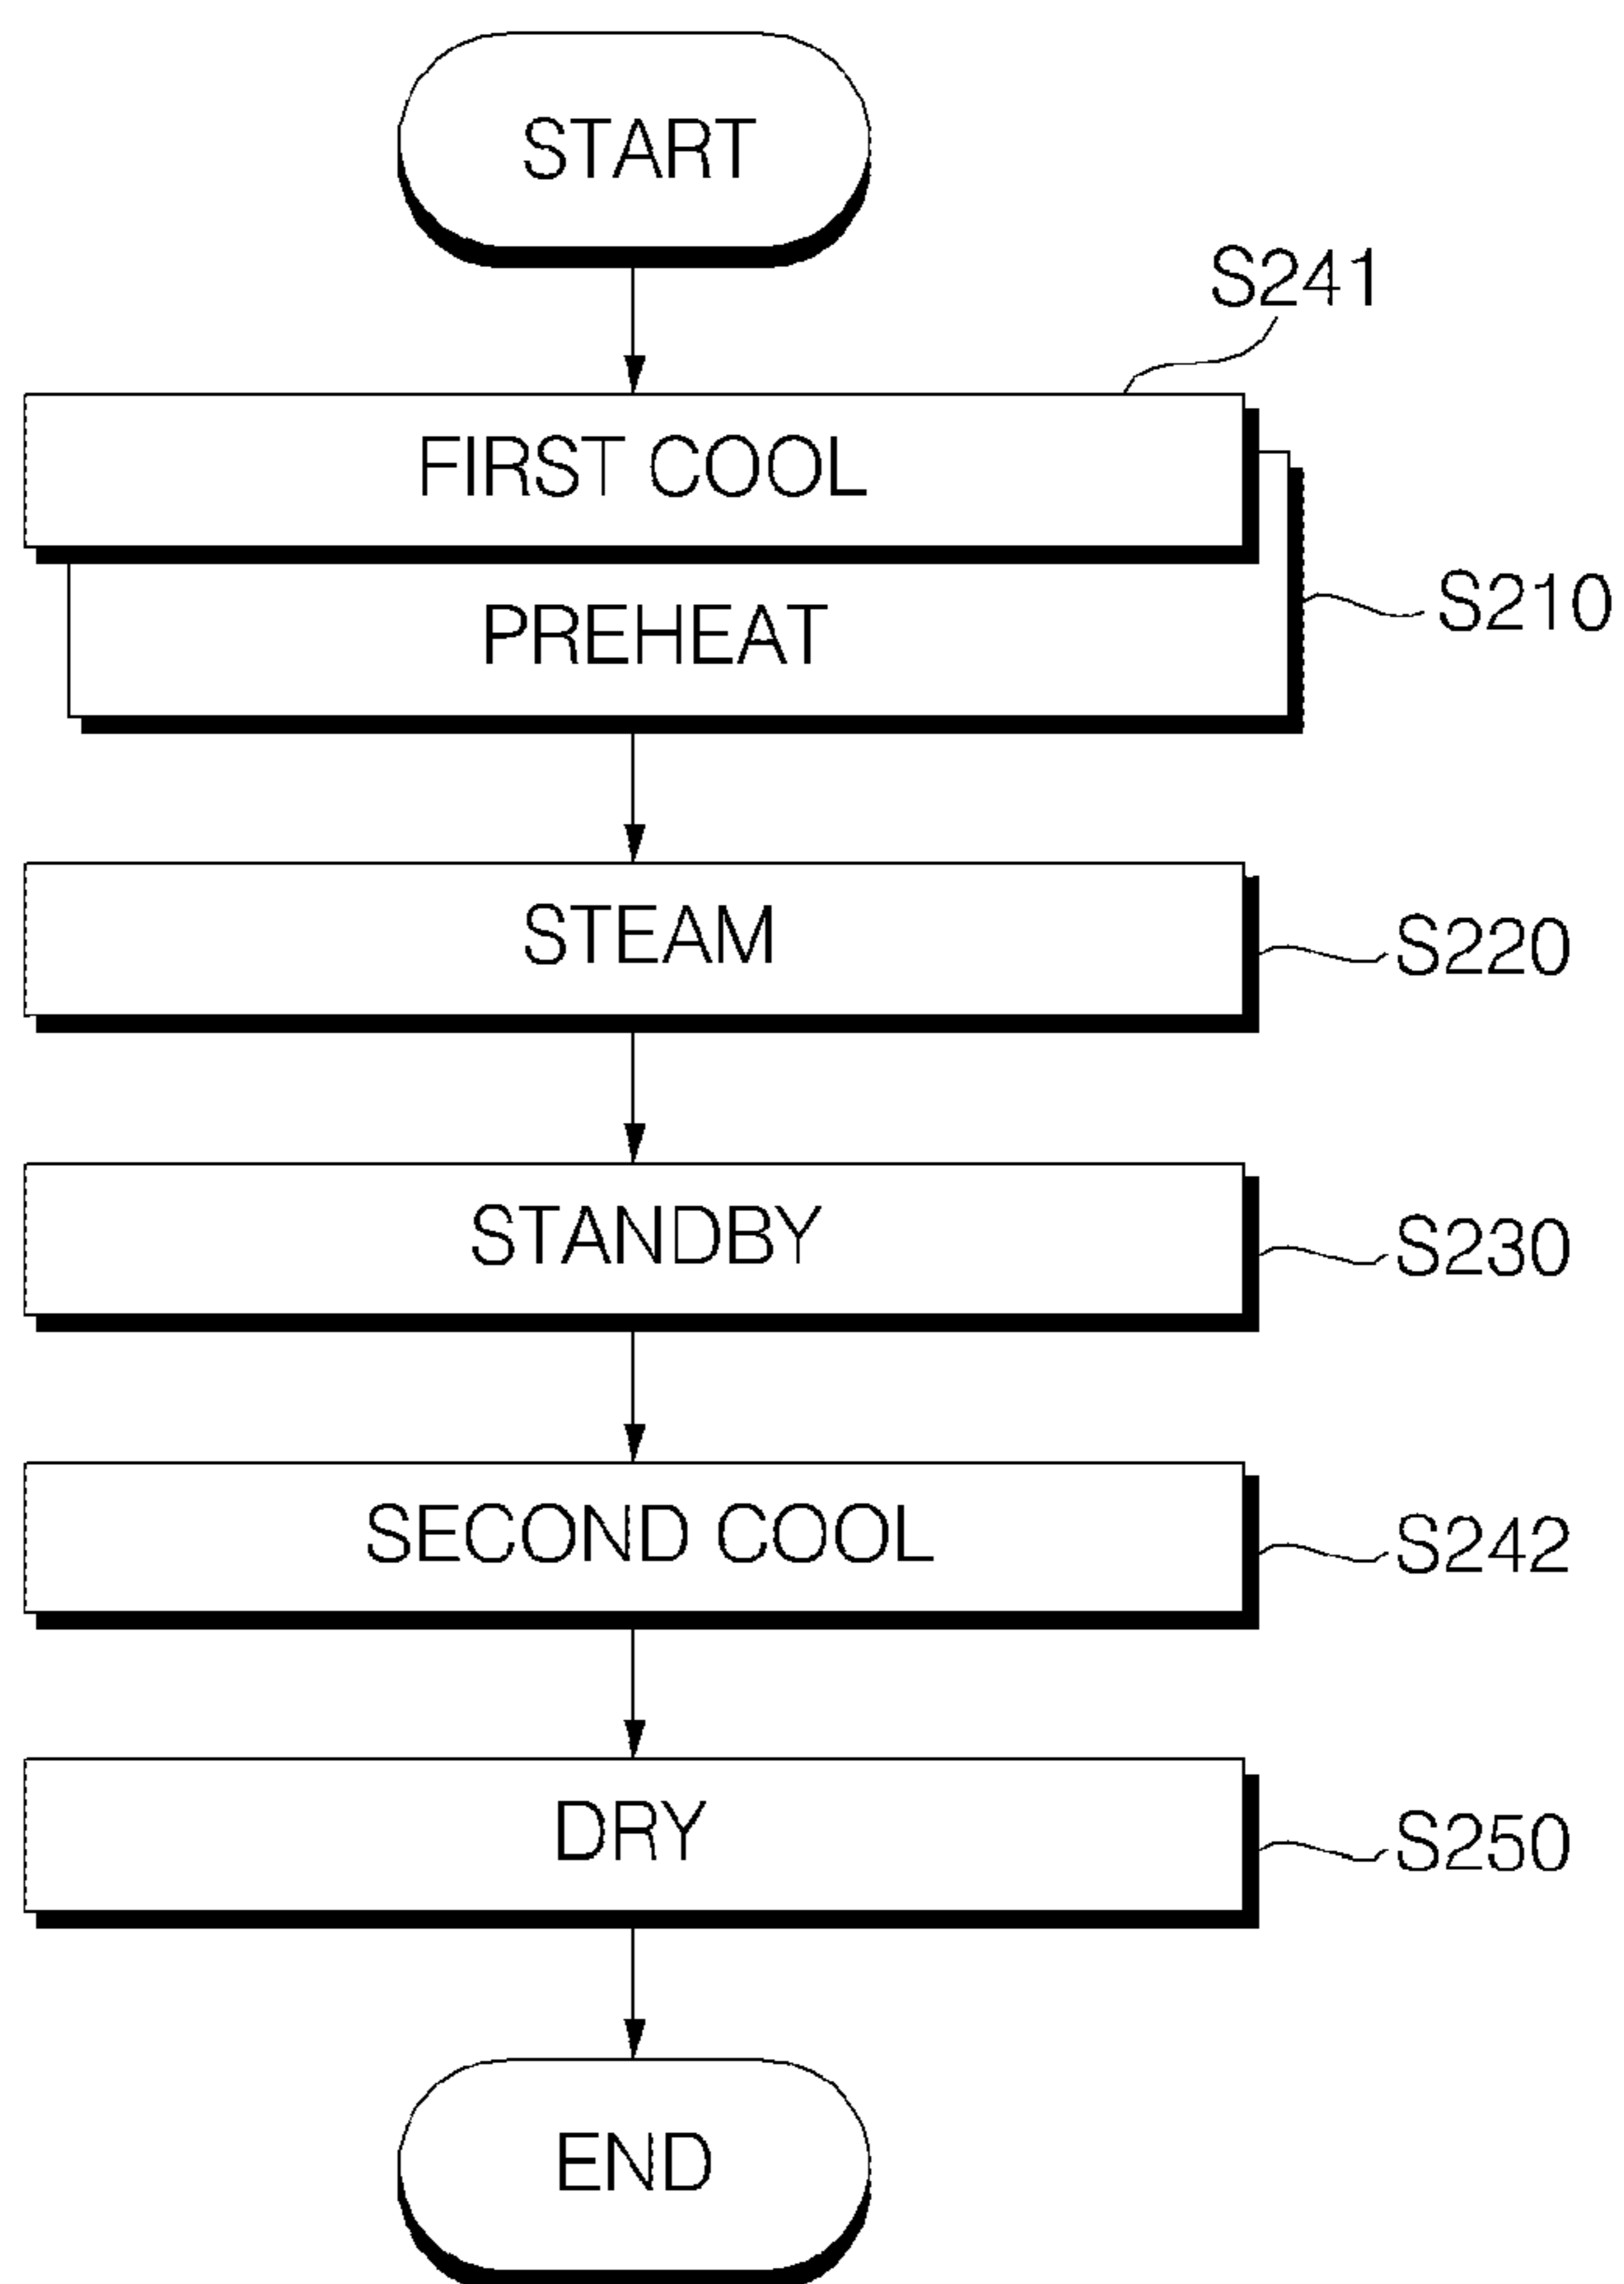 START
S241
FIRST COOL
PREHEAT
S210
STEAM
S220
STANDBY
S230
SECOND COOL
S242
DRY
S250
END